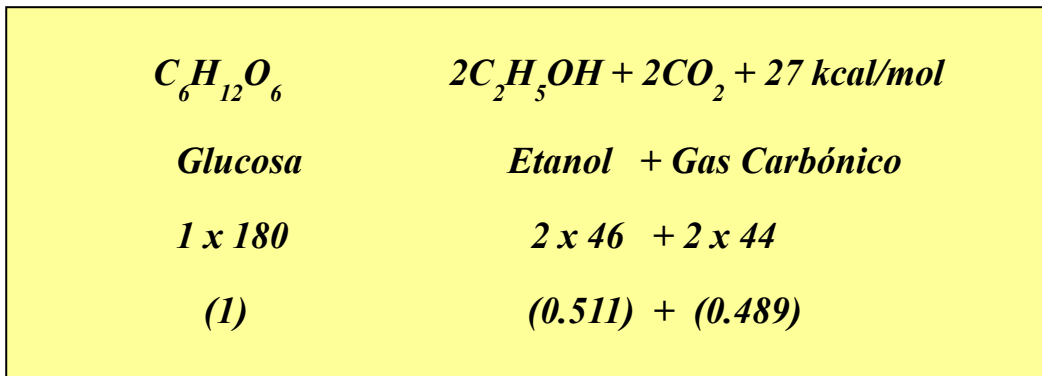 C₆H₁₂O₆ 2C₂H₅OH + 2CO₂ + 27 kcal/mol
Glucosa Etanol + Gas Carbónico
1 x 180 2 x 46 + 2 x 44
(1) (0.511) + (0.489)